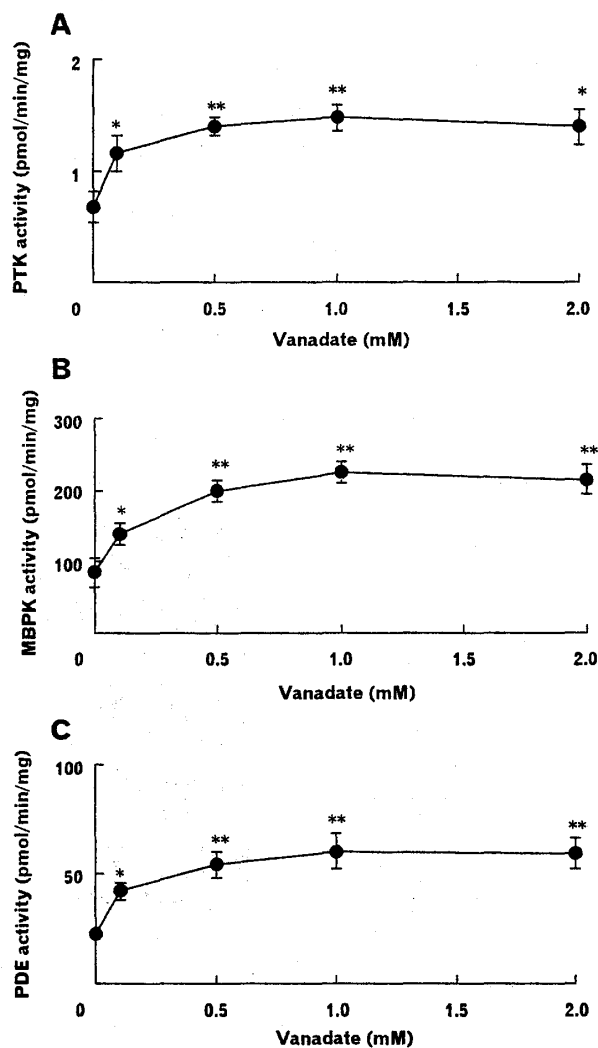 A
PTK activity (pmol/min/mg)
2
1
* ** ** *
0 0.5 1.0 1.5 2.0
Vanadate (mM)
B
MBPK activity (pmol/min/mg)
300
200
100
* ** ** **
0 0.5 1.0 1.5 2.0
Vanadate (mM)
C
PDE activity (pmol/min/mg)
100
50
* ** ** **
0 0.5 1.0 1.5 2.0
Vanadate (mM)